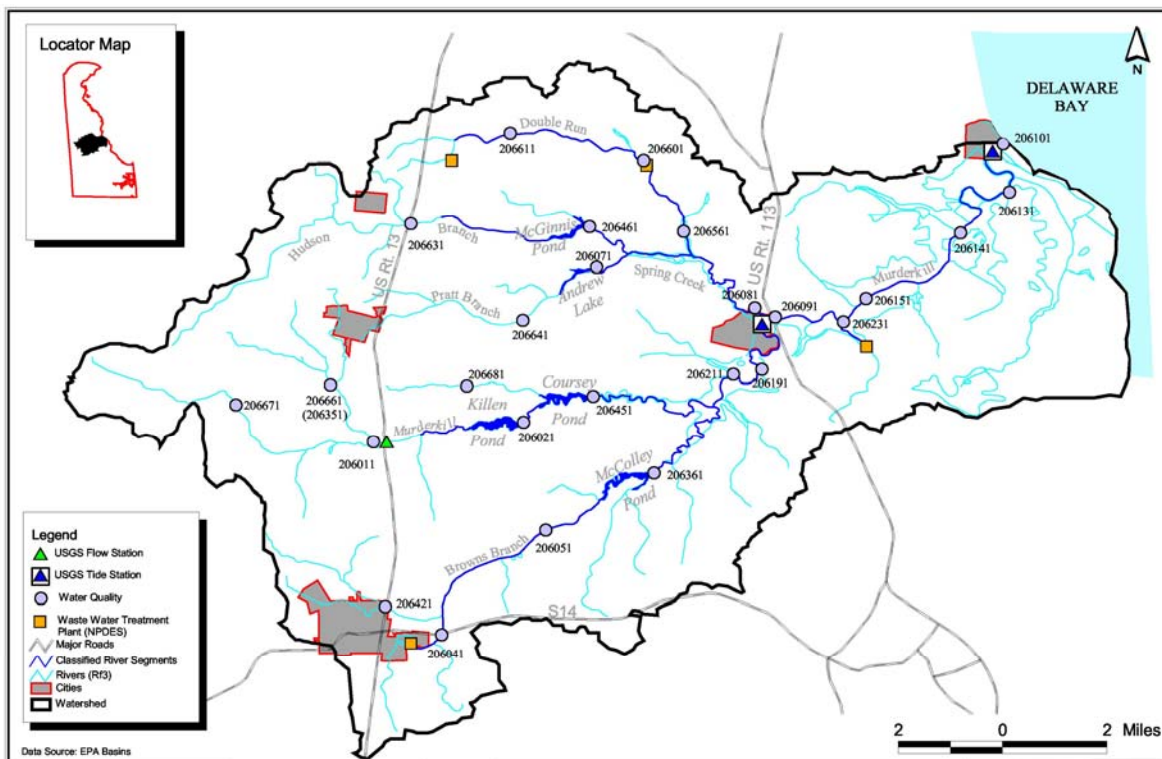 Locator Map
N
DELAWARE
BAY
Double Run
206611
206601
206101
206131
206141
206561
US Rt. 113
206461
McGinnis
Pond
Branch
206631
Hudson
US Rt. 13
206071
Andrew
Lake
Spring Creek
Pratt Branch
206641
206081
206091
Murderkill
206151
206231
206211
206191
206681
Killen
Pond
Coursey
Pond
206451
206021
206671
206661
(206351)
206011
Murderkill
McColley
Pond
206361
206051
Browns Branch
206421
206041
S14
Legend
USGS Flow Station
USGS Tide Station
Water Quality
Waste Water Treatment
Plant (NPDES)
Major Roads
Classified River Segments
Rivers (Rf3)
Cities
Watershed
Data Source: EPA Basins
2 0 2 Miles